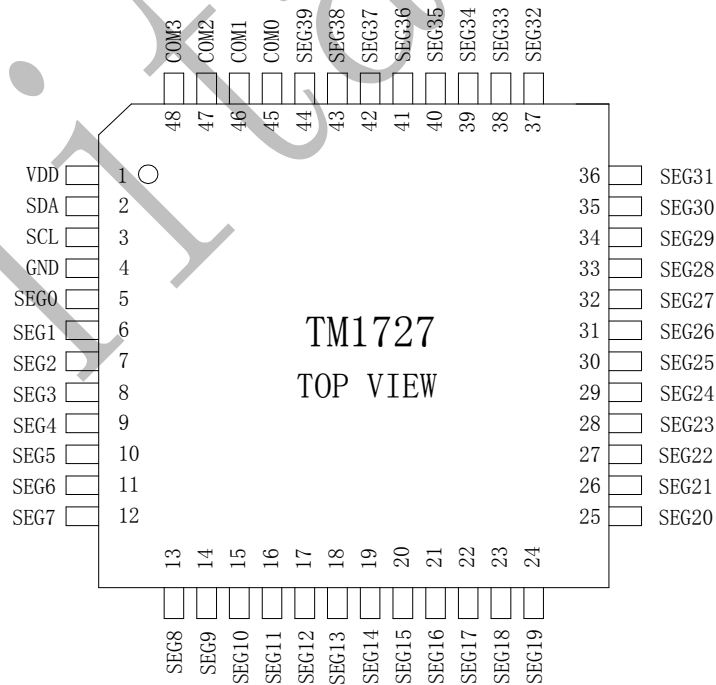 COM3 COM2 COM1 COM0 SEG39 SEG38 SEG37 SEG36 SEG35 SEG34 SEG33 SEG32
48 47 46 45 44 43 42 41 40 39 38 37
VDD 1 36 SEG31
SDA 2 35 SEG30
SCL 3 34 SEG29
GND 4 33 SEG28
SEG0 5 32 SEG27
SEG1 6 31 SEG26
SEG2 7 30 SEG25
SEG3 8 29 SEG24
SEG4 9 28 SEG23
SEG5 10 27 SEG22
SEG6 11 26 SEG21
SEG7 12 25 SEG20
TM1727
TOP VIEW
13 14 15 16 17 18 19 20 21 22 23 24
SEG8 SEG9 SEG10 SEG11 SEG12 SEG13 SEG14 SEG15 SEG16 SEG17 SEG18 SEG19